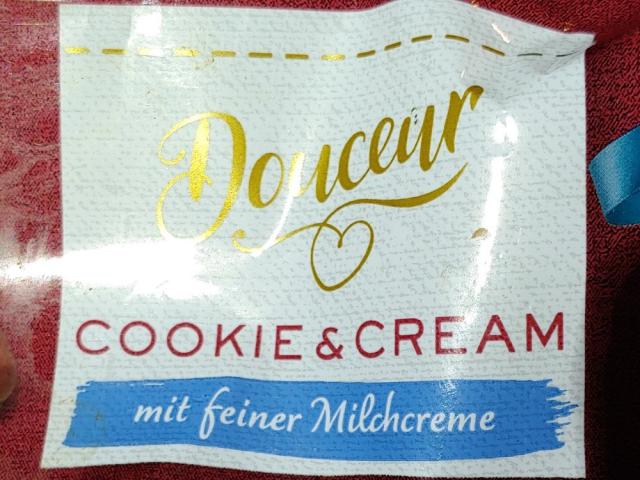 Douceur
COOKIE & CREAM
mit feiner Milchcreme